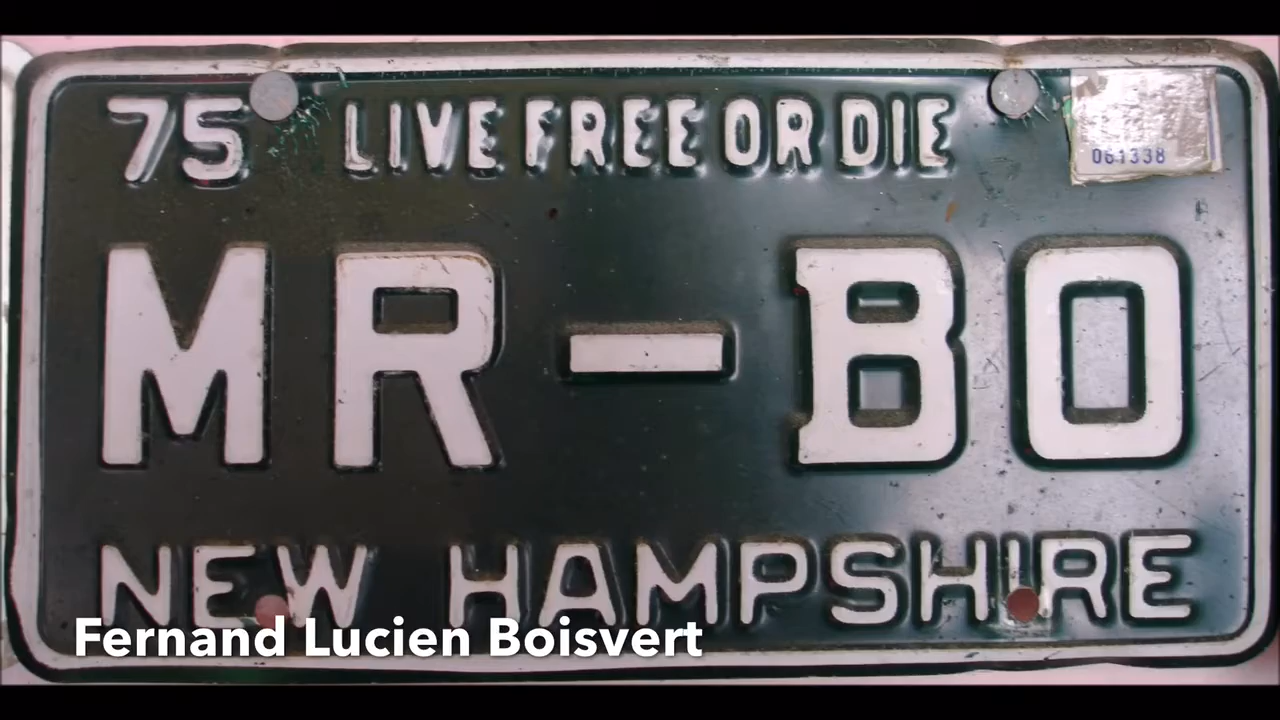 75 LIVE FREE OR DIE
061338
MR-BO
NEW HAMPSHIRE
Fernand Lucien Boisvert